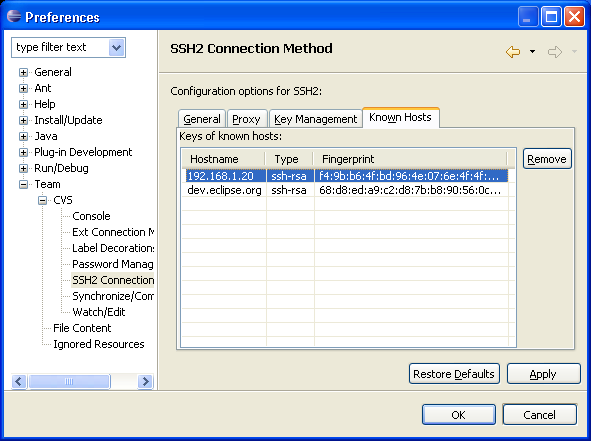 Preferences
type filter text
General
Ant
Help
Install/Update
Java
Plug-in Development
Run/Debug
Team
CVS
Console
Ext Connection M
Label Decorations
Password Manag
SSH2 Connection
Synchronize/Com
Watch/Edit
File Content
Ignored Resources
SSH2 Connection Method
Configuration options for SSH2:
General Proxy Key Management Known Hosts
Keys of known hosts:
Hostname Type Fingerprint
192.168.1.20 ssh-rsa f4:9b:b6:4f:bd:96:4e:07:6e:4f:4f:...
dev.eclipse.org ssh-rsa 68:d8:ed:a9:c2:d8:7b:b8:90:56:0c...
Remove
Restore Defaults Apply
OK Cancel